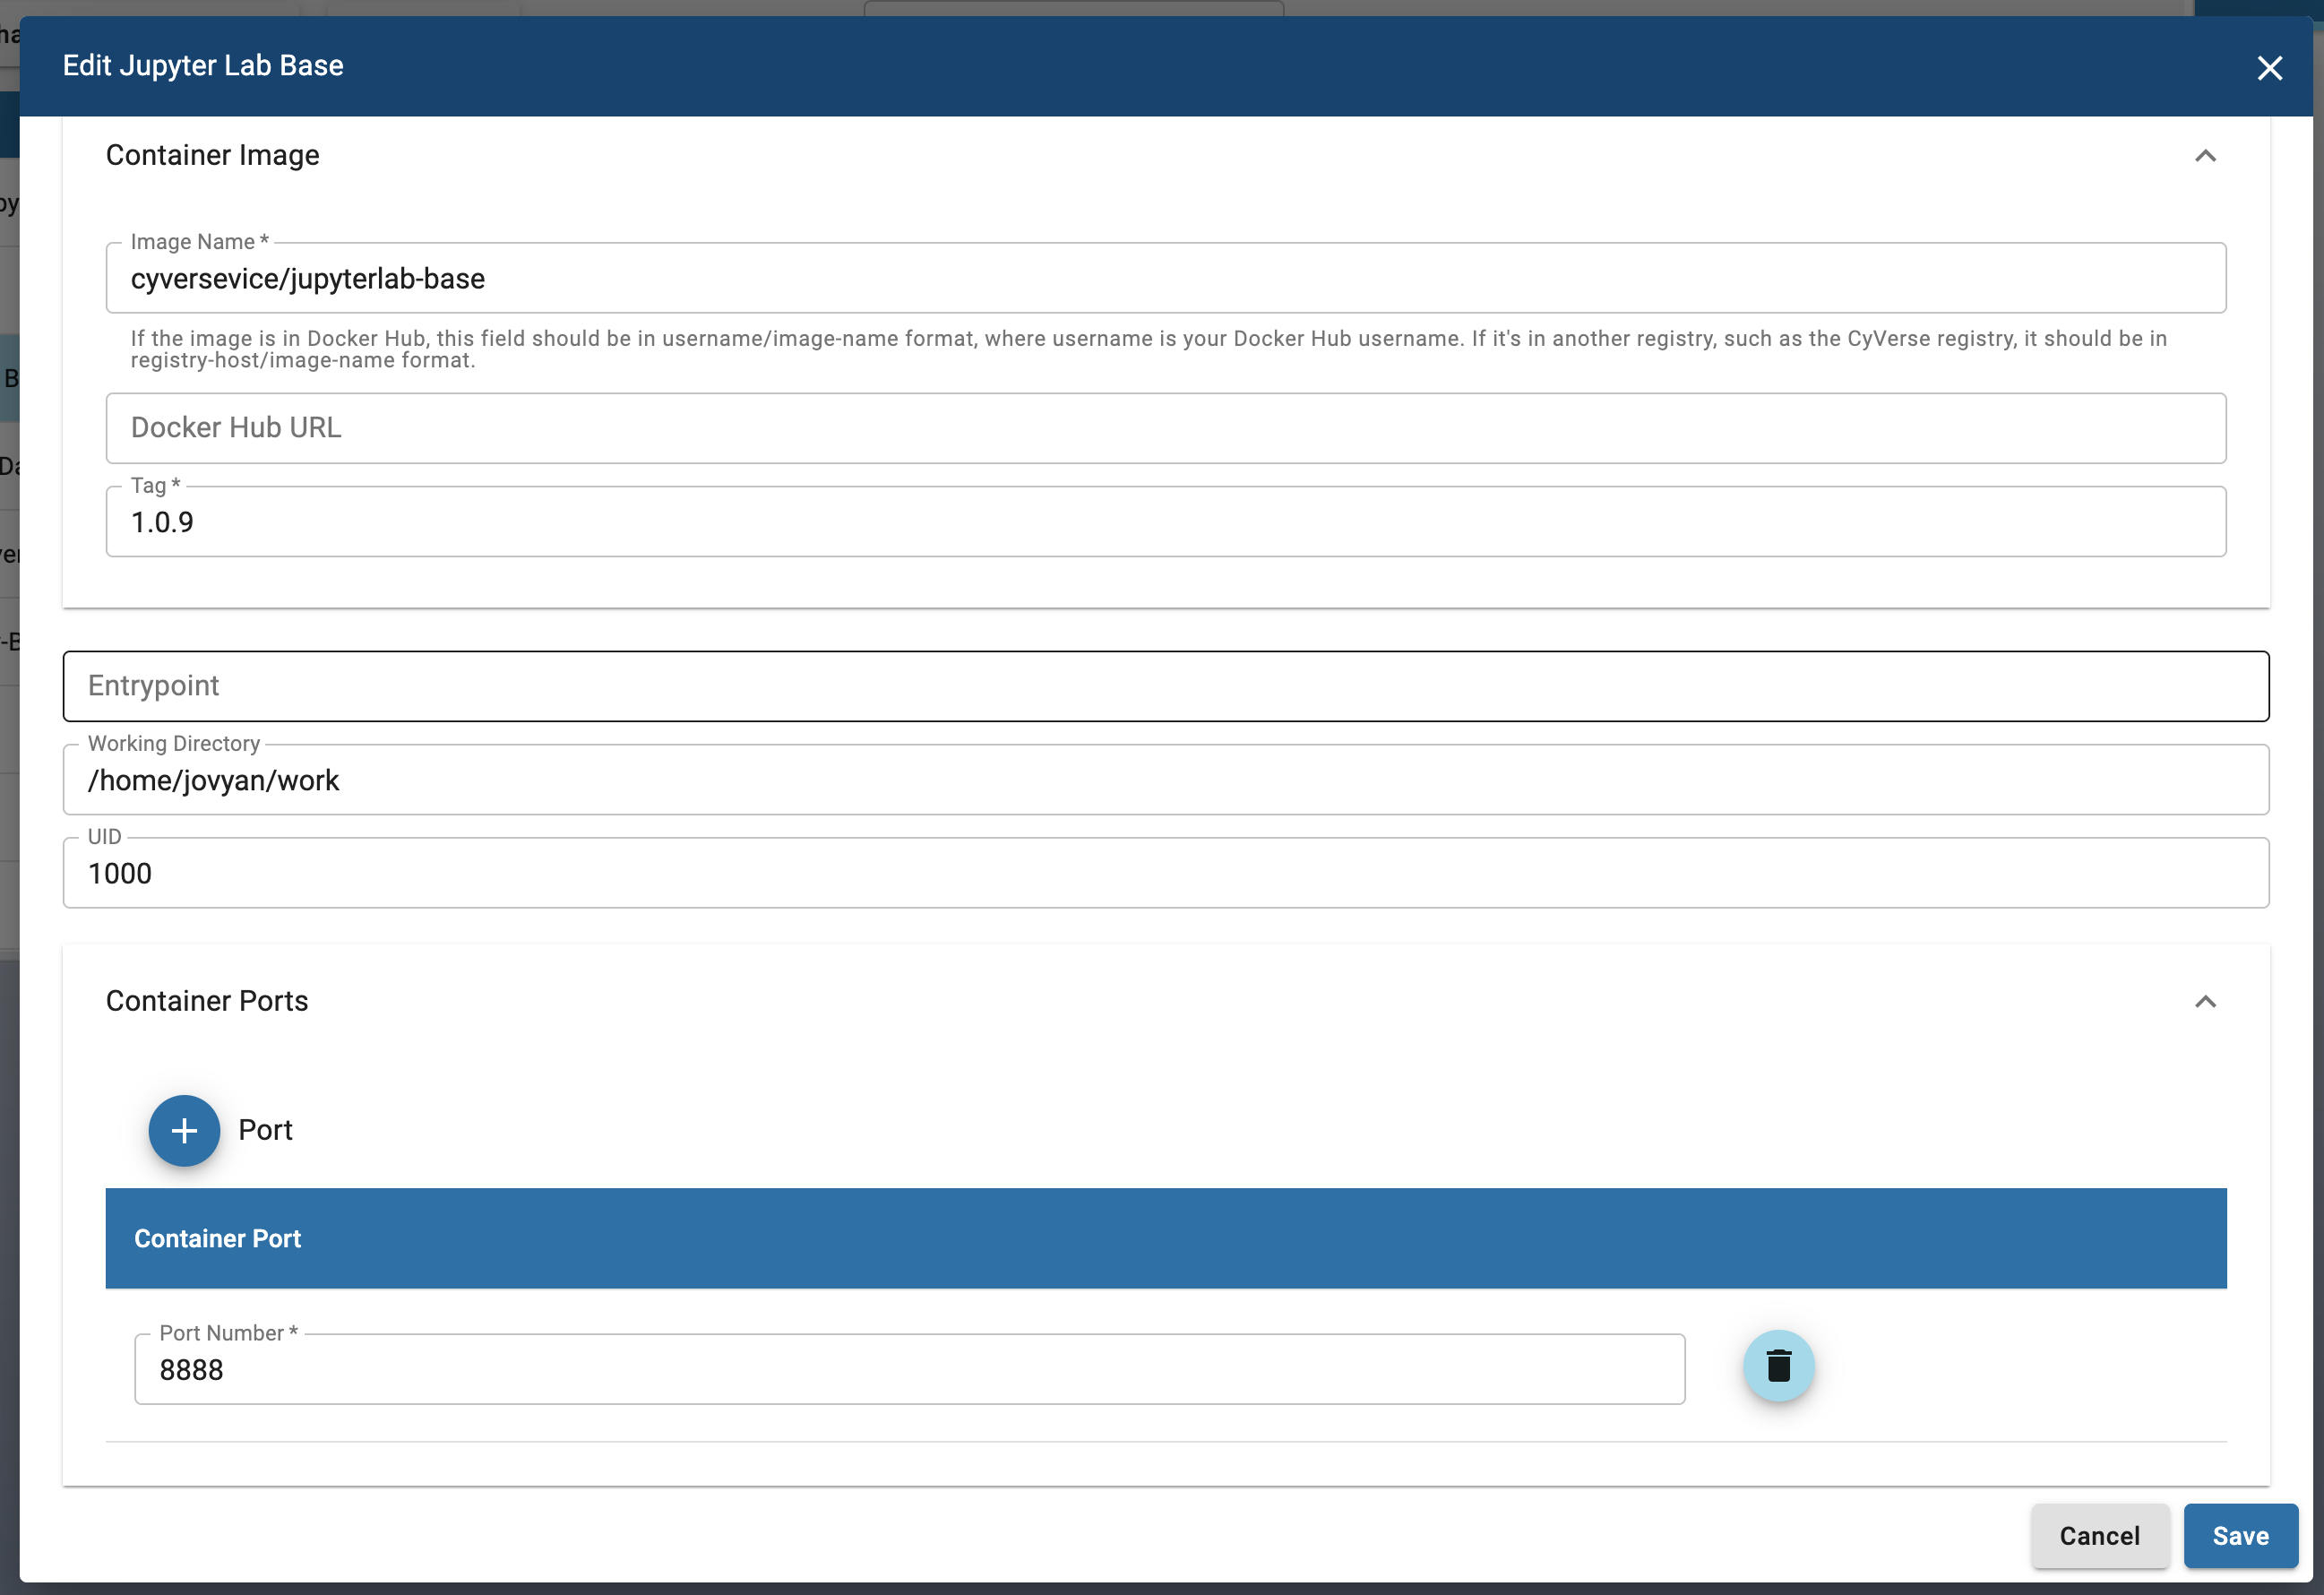 Edit Jupyter Lab Base
Container Image
Image Name *
cyversevice/jupyterlab-base
If the image is in Docker Hub, this field should be in username/image-name format, where username is your Docker Hub username. If it's in another registry, such as the CyVerse registry, it should be in
registry-host/image-name format.
Docker Hub URL
Tag *
1.0.9
Entrypoint
Working Directory
/home/jovyan/work
UID
1000
Container Ports
Port
Container Port
Port Number *
8888
Cancel
Save